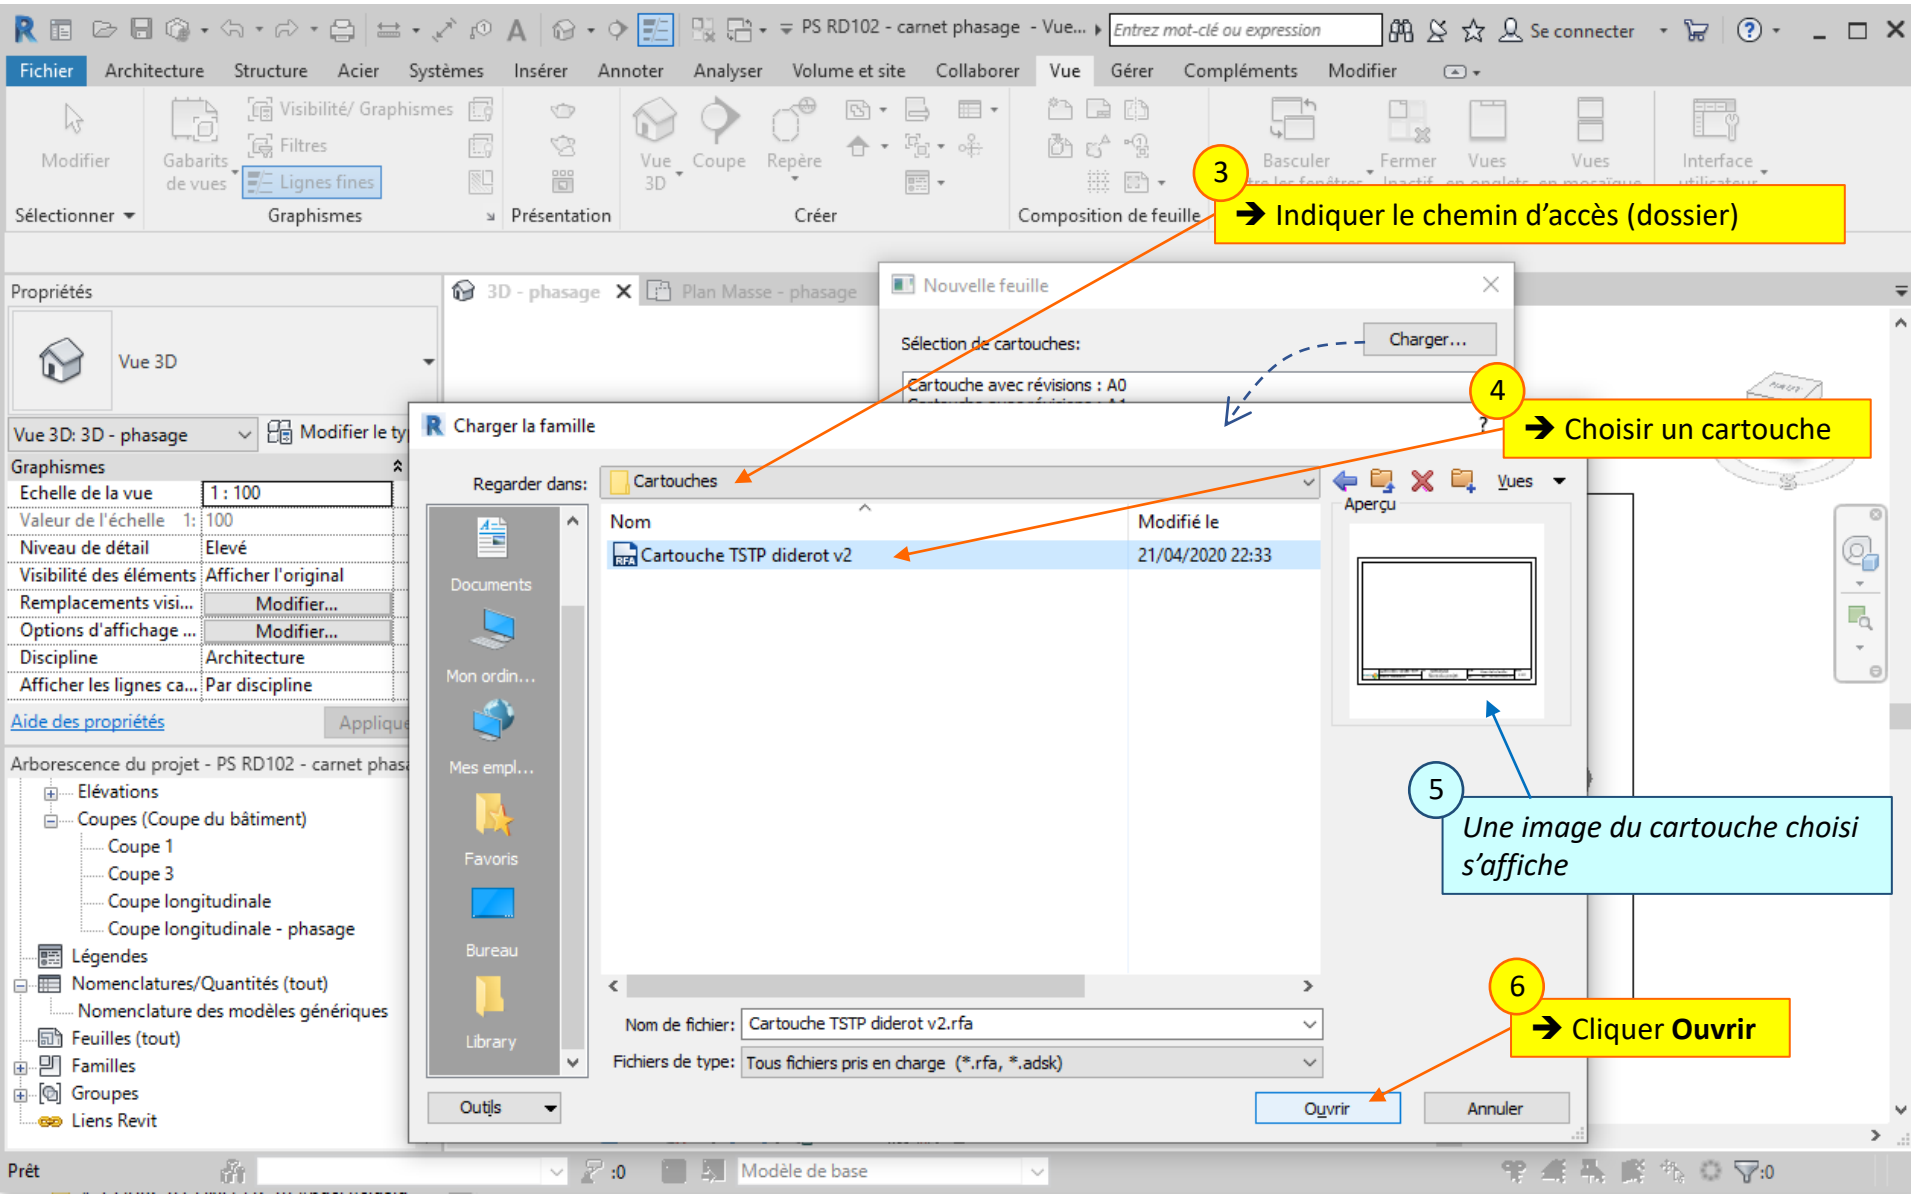 PS RD102 - carnet phasage - Vue...
Entrez mot-clé ou expression
Se connecter
Fichier Architecture Structure Acier Systèmes Insérer Annoter Analyser Volume et site Collaborer Vue Gérer Compléments Modifier
Modifier
Gabarits
de vues
Visibilité/ Graphismes
Filtres
Lignes fines
Vue
3D
Coupe
Repère
Basculer
Fermer
Inactif
Vues
en onglets
Vues
en mosaïque
Interface
utilisateur
Sélectionner
Graphismes
Présentation
Créer
Composition de feuille
3
➔ Indiquer le chemin d'accès (dossier)
Propriétés
3D - phasage
Plan Masse - phasage
Nouvelle feuille
Sélection de cartouches:
Charger...
Cartouche avec révisions : A0
Vue 3D
HAUT
4
➔ Choisir un cartouche
Vue 3D: 3D - phasage
Modifier le ty
Graphismes
Echelle de la vue 1 : 100
Valeur de l'échelle 1: 100
Niveau de détail Elevé
Visibilité des éléments Afficher l'original
Remplacements visi... Modifier...
Options d'affichage ... Modifier...
Discipline Architecture
Afficher les lignes ca... Par discipline
Aide des propriétés
Applique
Charger la famille
?
Regarder dans:
Cartouches
Vues
Nom
Modifié le
Aperçu
Cartouche TSTP diderot v2
21/04/2020 22:33
Documents
Mon ordin...
Mes empl...
Favoris
Bureau
Library
5
Une image du cartouche choisi
s'affiche
Nom de fichier: Cartouche TSTP diderot v2.rfa
Fichiers de type: Tous fichiers pris en charge (*.rfa, *.adsk)
6
➔ Cliquer Ouvrir
Outils
Ouvrir
Annuler
Arborescence du projet - PS RD102 - carnet phas
Elévations
Coupes (Coupe du bâtiment)
Coupe 1
Coupe 3
Coupe longitudinale
Coupe longitudinale - phasage
Légendes
Nomenclatures/Quantités (tout)
Nomenclature des modèles génériques
Feuilles (tout)
Familles
Groupes
Liens Revit
Prêt
:0
Modèle de base
:0